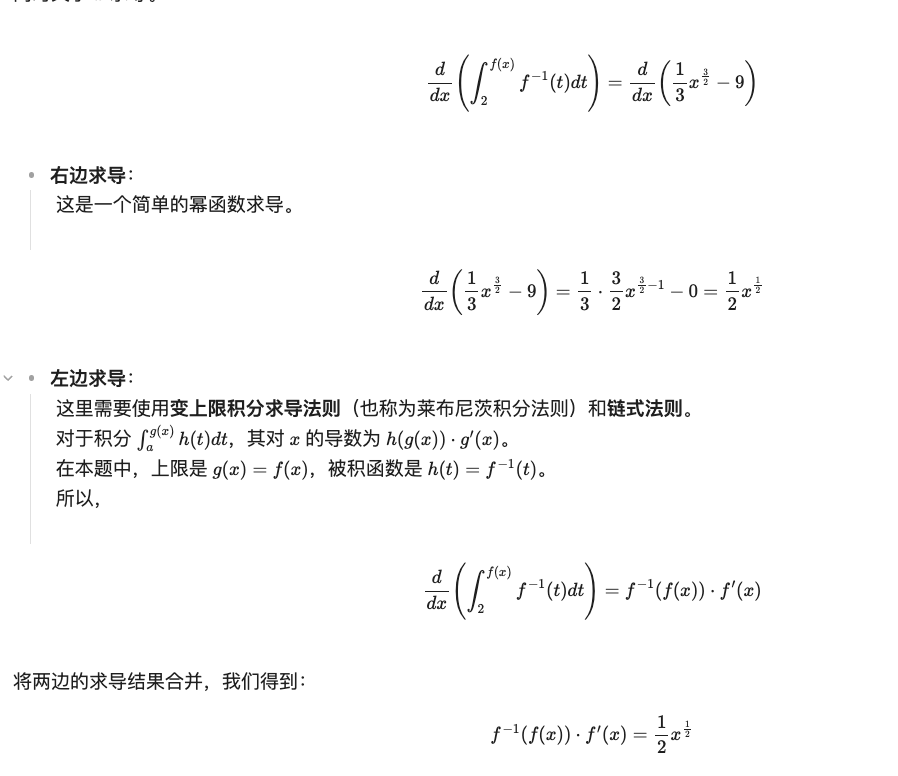 $$\frac{d}{dx}\left(\int_{2}^{f(x)} f^{-1}(t)dt\right) = \frac{d}{dx}\left(\frac{1}{3}x^{\frac{3}{2}} - 9\right)$$
• 右边求导：
这是一个简单的幂函数求导。
$$\frac{d}{dx}\left(\frac{1}{3}x^{\frac{3}{2}} - 9\right) = \frac{1}{3} \cdot \frac{3}{2}x^{\frac{3}{2}-1} - 0 = \frac{1}{2}x^{\frac{1}{2}}$$
• 左边求导：
这里需要使用变上限积分求导法则（也称为莱布尼茨积分法则）和链式法则。
对于积分 $\int_{a}^{g(x)} h(t)dt$，其对 $x$ 的导数为 $h(g(x)) \cdot g'(x)$。
在本题中，上限是 $g(x) = f(x)$，被积函数是 $h(t) = f^{-1}(t)$。
所以，
$$\frac{d}{dx}\left(\int_{2}^{f(x)} f^{-1}(t)dt\right) = f^{-1}(f(x)) \cdot f'(x)$$
将两边的求导结果合并，我们得到：
$$f^{-1}(f(x)) \cdot f'(x) = \frac{1}{2}x^{\frac{1}{2}}$$